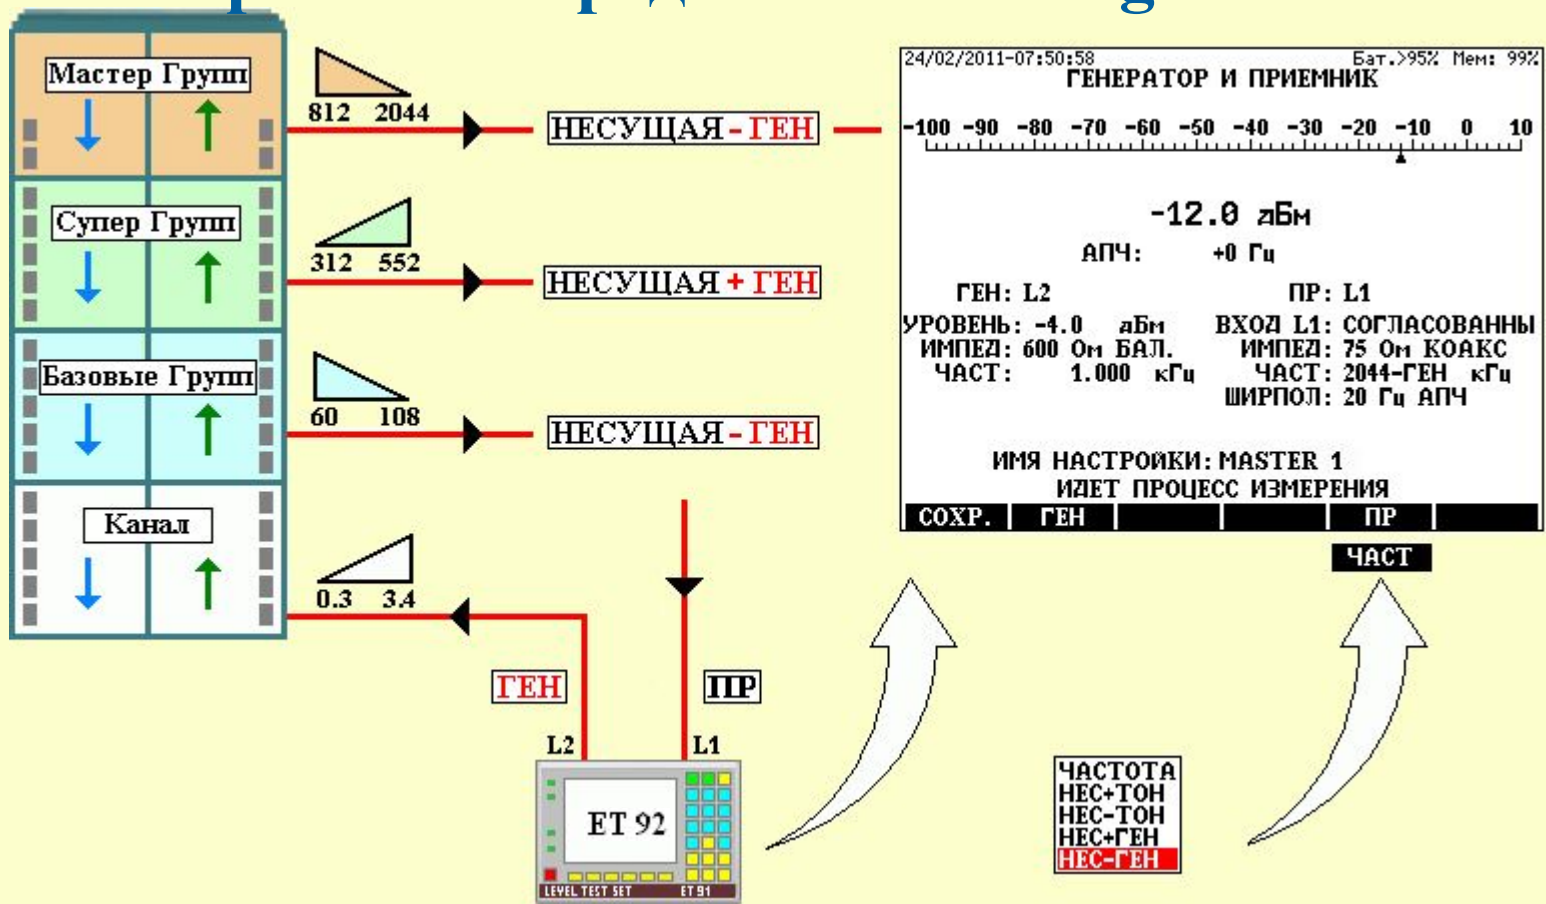 Мастер Групп
812 2044
НЕСУЩАЯ - ГЕН
Супер Групп
312 552
НЕСУЩАЯ + ГЕН
Базовые Групп
60 108
НЕСУЩАЯ - ГЕН
Канал
0.3 3.4
ГЕН
ПР
L2
L1
ET 92
LEVEL TEST SET ET 91
24/02/2011-07:50:58 Бат.>95% Мем: 99%
ГЕНЕРАТОР И ПРИЕМНИК
-100 -90 -80 -70 -60 -50 -40 -30 -20 -10 0 10
-12.0 дБм
АПЧ: +0 Гц
ГЕН: L2 ПР: L1
УРОВЕНЬ: -4.0 дБм ВХОД L1: СОГЛАСОВАННЫ
ИМПЕД: 600 Ом БАЛ. ИМПЕД: 75 Ом КОАКС
ЧАСТ: 1.000 кГц ЧАСТ: 2044-ГЕН кГц
ШИРПОЛ: 20 Гц АПЧ
ИМЯ НАСТРОЙКИ: MASTER 1
ИДЕТ ПРОЦЕСС ИЗМЕРЕНИЯ
СОХР. ГЕН ПР
ЧАСТ
ЧАСТОТА
НЕС+ТОН
НЕС-ТОН
НЕС+ГЕН
НЕС-ГЕН